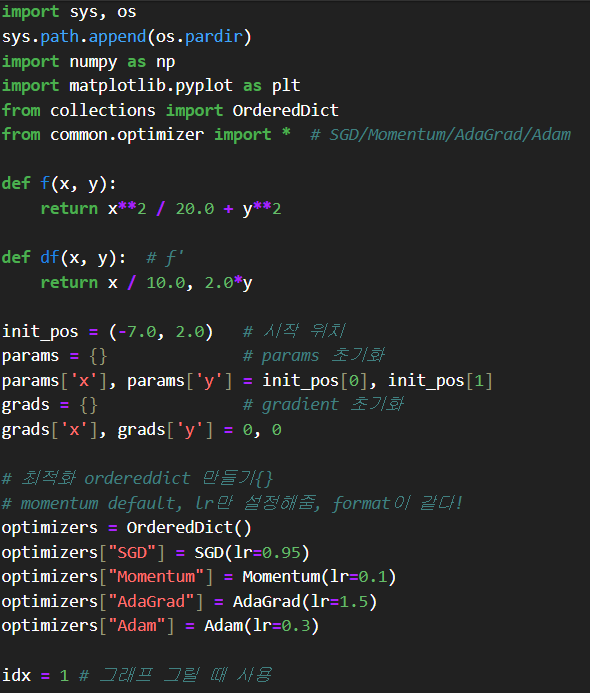 import sys, os
sys.path.append(os.pardir)
import numpy as np
import matplotlib.pyplot as plt
from collections import OrderedDict
from common.optimizer import *  # SGD/Momentum/AdaGrad/Adam

def f(x, y):
    return x**2 / 20.0 + y**2

def df(x, y):  # f'
    return x / 10.0, 2.0*y

init_pos = (-7.0, 2.0)   # 시작 위치
params = {}              # params 초기화
params['x'], params['y'] = init_pos[0], init_pos[1]
grads = {}               # gradient 초기화
grads['x'], grads['y'] = 0, 0

# 최적화 ordereddict 만들기{}
# momentum default, lr만 설정해줌, format이 같다!
optimizers = OrderedDict()
optimizers["SGD"] = SGD(lr=0.95)
optimizers["Momentum"] = Momentum(lr=0.1)
optimizers["AdaGrad"] = AdaGrad(lr=1.5)
optimizers["Adam"] = Adam(lr=0.3)

idx = 1 # 그래프 그릴 때 사용